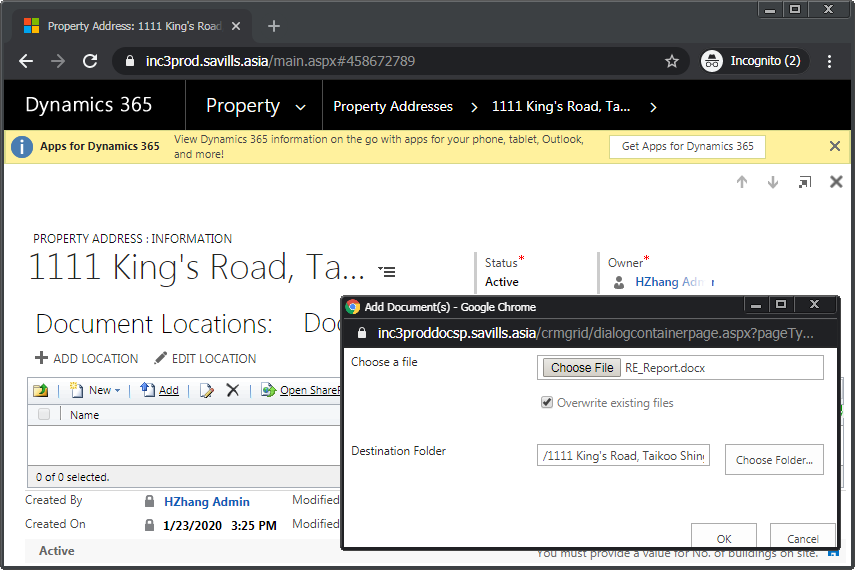 Property Address: 1111 King's Road
inc3prod.savills.asia/main.aspx#458672789
Incognito (2)
Dynamics 365
Property
Property Addresses
1111 King's Road, Ta...
Apps for Dynamics 365
View Dynamics 365 information on the go with apps for your phone, tablet, Outlook,
and more!
Get Apps for Dynamics 365
PROPERTY ADDRESS : INFORMATION
1111 King's Road, Ta...
Status*
Active
Owner*
HZhang Adm
Document Locations:
Doc
ADD LOCATION
EDIT LOCATION
New
Add
Open ShareP
Name
0 of 0 selected.
Created By
HZhang Admin
Modified
Created On
1/23/2020 3:25 PM
Modified
Active
You must provide a value for No. of buildings on site.
Add Document(s) - Google Chrome
inc3proddocsp.savills.asia/crmgrid/dialogcontainerpage.aspx?pageTy...
Choose a file
Choose File
RE_Report.docx
Overwrite existing files
Destination Folder
/1111 King's Road, Taikoo Shing
Choose Folder...
OK
Cancel